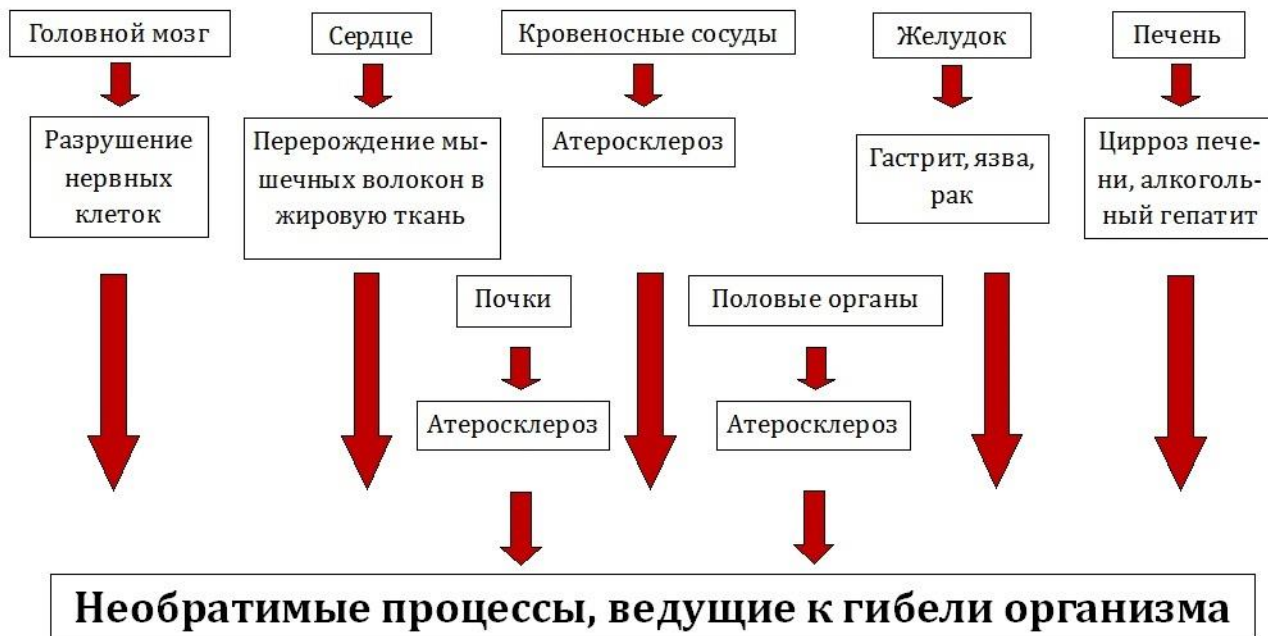 Головной мозг
Сердце
Кровеносные сосуды
Желудок
Печень
Разрушение
нервных
клеток
Перерождение мы-
шечных волокон в
жировую ткань
Атеросклероз
Гастрит, язва,
рак
Цирроз пече-
ни, алкоголь-
ный гепатит
Почки
Половые органы
Атеросклероз
Атеросклероз
Необратимые процессы, ведущие к гибели организма